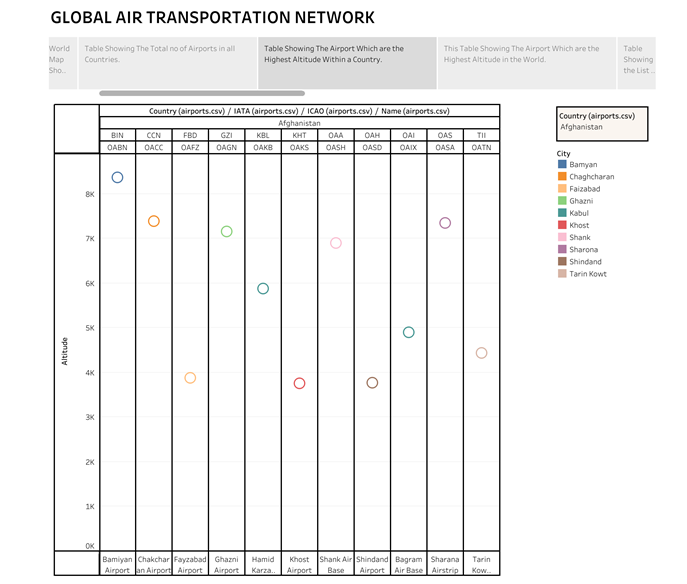 GLOBAL AIR TRANSPORTATION NETWORK
World
Map
Sho..
Table Showing The Total no of Airports in all
Countries.
Table Showing The Airport Which are the
Highest Altitude Within a Country.
This Table Showing The Airport Which are the
Highest Altitude in the World.
Table
Showing
the List ..
Country (airports.csv) / IATA (airports.csv) / ICAO (airports.csv) / Name (airports.csv)
Afghanistan
BIN CCN FBD GZI KBL KHT OAA OAH OAI OAS TII
OABN OACC OAFZ OAGN OAKB OAKS OASH OASD OAIX OASA OATN
8K
7K
6K
5K
4K
3K
2K
1K
0K
Altitude
Bamiyan
Airport
Chakchar
an Airport
Fayzabad
Airport
Ghazni
Airport
Hamid
Karza..
Khost
Airport
Shank Air
Base
Shindand
Airport
Bagram
Air Base
Sharana
Airstrip
Tarin
Kow..
Country (airports.csv)
Afghanistan
City
Bamyan
Chaghcharan
Faizabad
Ghazni
Kabul
Khost
Shank
Sharona
Shindand
Tarin Kowt